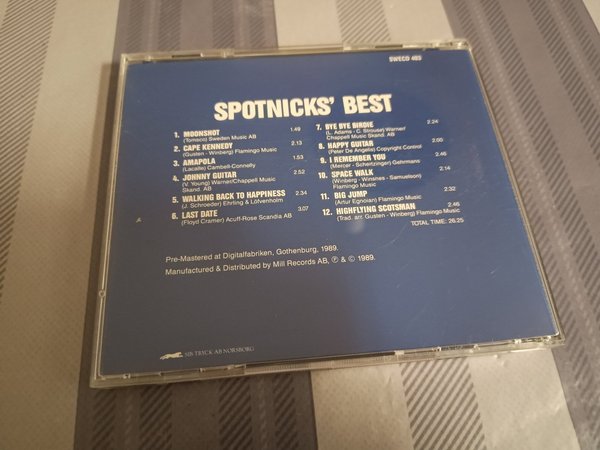 SWECD 485
SPOTNICKS' BEST
1. MOONSHOT 1.49
(Tomsco) Sweden Music AB
2. CAPE KENNEDY 2.13
(Gusten - Winberg) Flamingo Music
3. AMAPOLA 1.53
(Lacalle) Cambell-Connelly
4. JOHNNY GUITAR 2.52
(V. Young) Warner/Chappell Music
Skand. AB
5. WALKING BACK TO HAPPINESS 2.34
(J. Schroeder) Ehrling & Löfvenholm
6. LAST DATE 3.07
(Floyd Cramer) Acuff-Rose Scandia AB
7. BYE BYE BIRDIE 2.24
(L. Adams - C. Strouse) Warner/
Chappell Music Skand. AB
8. HAPPY GUITAR 2.00
(Peter De Angelis) Copyright Control
9. I REMEMBER YOU 2.46
(Mercer - Schertzinger) Gehrmans
10. SPACE WALK 2.14
(Winberg - Winsnes - Samuelson)
Flamingo Music
11. BIG JUMP 2.32
(Artur Egnovian) Flamingo Music
12. HIGHFLYING SCOTSMAN 2.46
(Trad. arr. Gusten - Winberg) Flamingo Music
TOTAL TIME: 28.25
Pre-Mastered at Digitalfabriken, Gothenburg, 1989.
Manufactured & Distributed by Mill Records AB, ℗ & © 1989.
SIB-TRYCK AB NORSBORG